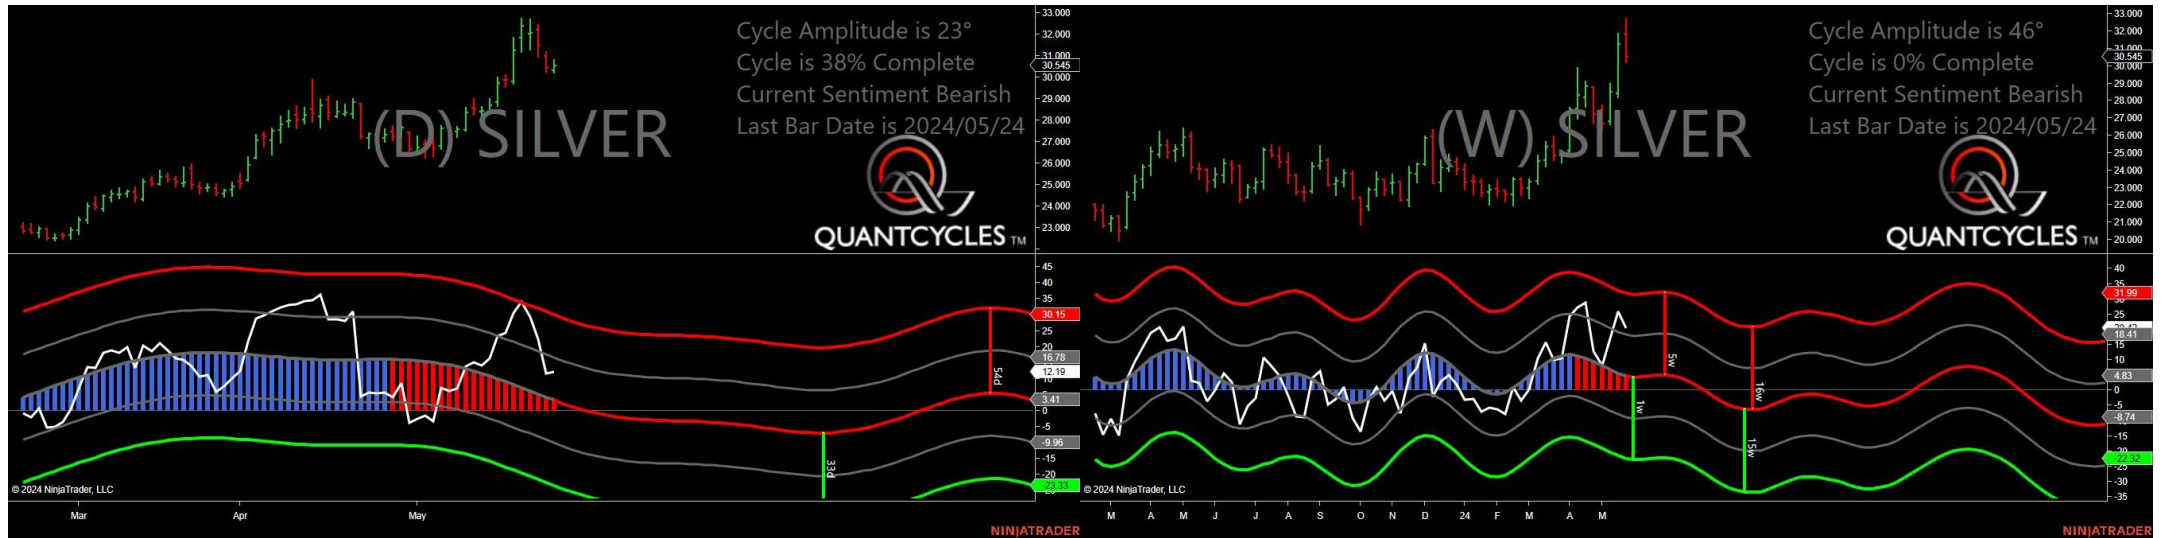 Cycle Amplitude is 23°
Cycle is 38% Complete
Current Sentiment Bearish
Last Bar Date is 2024/05/24
(D) SILVER
QUANTCYCLES TM
33.000
32.000
31.000
30.545
30.000
29.000
28.000
27.000
26.000
25.000
24.000
23.000
45
40
35
30.15
25
20
16.78
12.19
10
3.41
0
-5
-9.96
-15
-20
-23.33
54d
33d
© 2024 NinjaTrader, LLC
Mar Apr May
NINJATRADER
Cycle Amplitude is 46°
Cycle is 0% Complete
Current Sentiment Bearish
Last Bar Date is 2024/05/24
(W) SILVER
QUANTCYCLES TM
33.000
32.000
31.000
30.545
30.000
29.000
28.000
27.000
26.000
25.000
24.000
23.000
22.000
21.000
20.000
40
35
31.99
25
18.41
15
10
4.83
0
-5
-8.74
-15
-20
-22.32
-25
-30
-35
5w
1w
16w
15w
© 2024 NinjaTrader, LLC
M A M J J A S O N D 24 F M A M
NINJATRADER